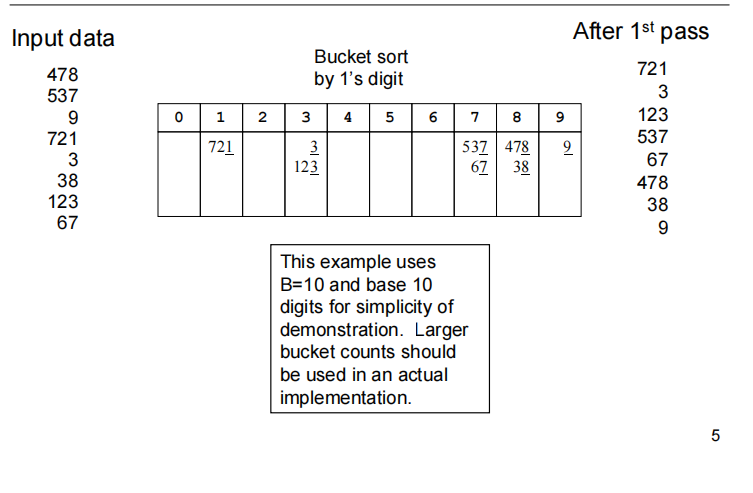 Input data
478
537
9
721
3
38
123
67
Bucket sort
by 1's digit
0 1 2 3 4 5 6 7 8 9
721 3 537 478 9
123 67 38
After 1st pass
721
3
123
537
67
478
38
9
This example uses
B=10 and base 10
digits for simplicity of
demonstration. Larger
bucket counts should
be used in an actual
implementation.
5